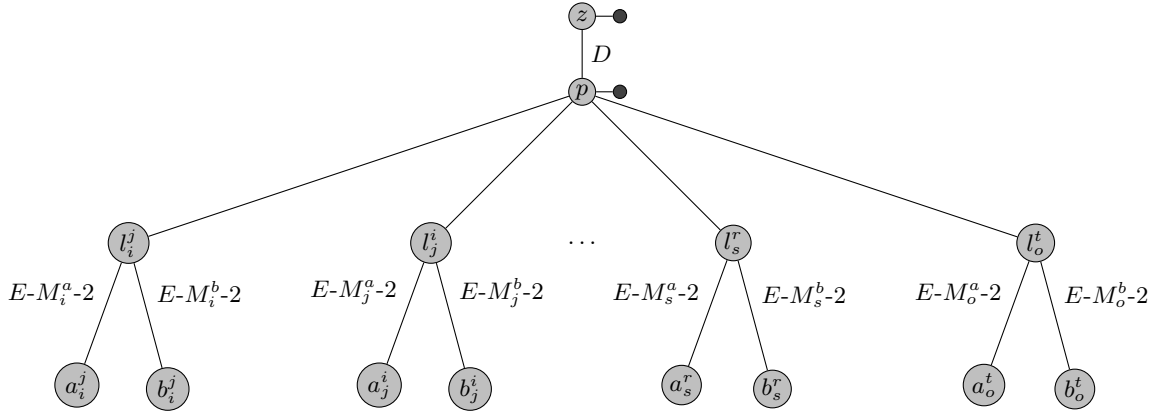 z
D
p
l_i^j l_j^i ... l_s^r l_o^t
E-M_i^a-2 E-M_i^b-2 E-M_j^a-2 E-M_j^b-2 E-M_s^a-2 E-M_s^b-2 E-M_o^a-2 E-M_o^b-2
a_i^j b_i^j a_j^i b_j^i a_s^r b_s^r a_o^t b_o^t